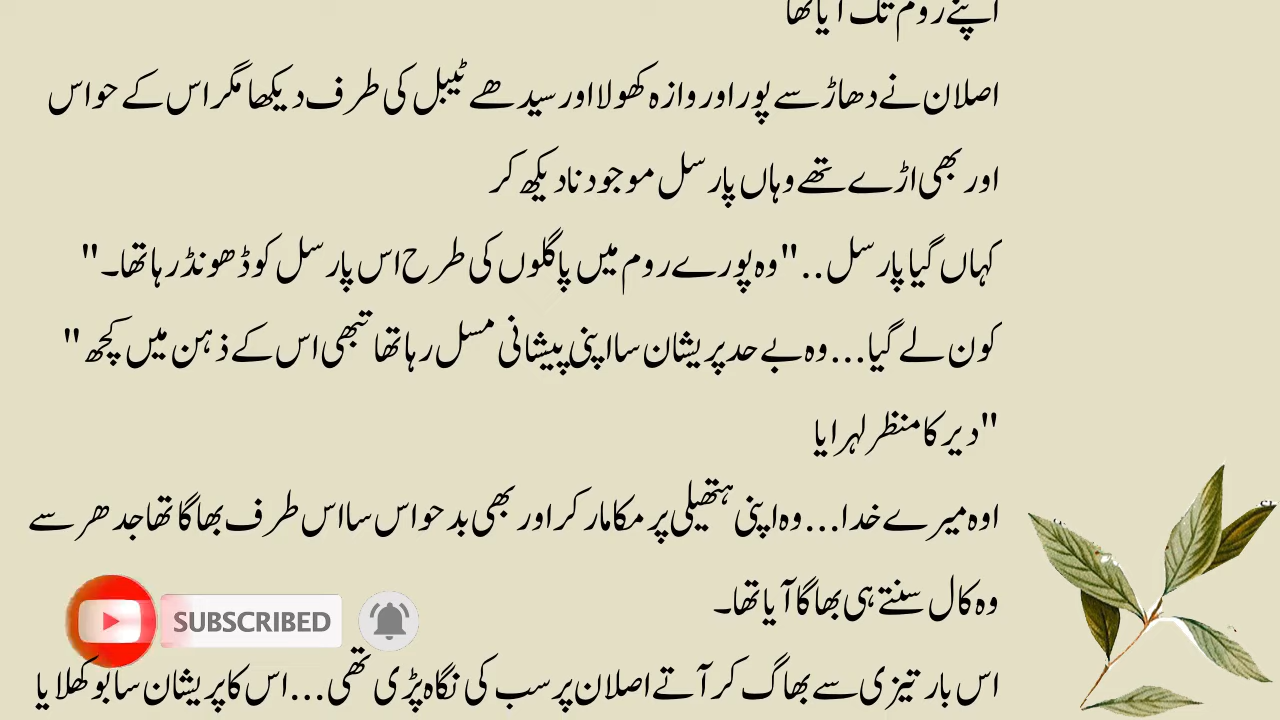 اپنے روم تک آیا تھا
اصلان نے دھاڑ سے پورا دروازہ کھولا اور سیدھے ٹیبل کی طرف دیکھا مگر اس کے حواس
اور بھی اڑے تھے وہاں پارسل موجود نا دیکھ کر
کہاں گیا پارسل.. "وہ پورے روم میں پاگلوں کی طرح اس پارسل کو ڈھونڈ رہا تھا۔"
کون لے گیا... وہ بے حد پریشان سا اپنی پیشانی مسل رہا تھا تبھی اس کے ذہن میں کچھ "
"دیر کا منظر لہرایا
اوہ میرے خدا... وہ اپنی ہتھیلی پر مکا مار کر اور بھی بدحواس سا اس طرف بھاگا تھا جدھر سے
وہ کال سنتے ہی بھاگا آیا تھا۔
SUBSCRIBED
اس بار تیزی سے بھاگ کر آتے اصلان پر سب کی نگاہ پڑی تھی... اس کا پریشان سا بوکھلایا